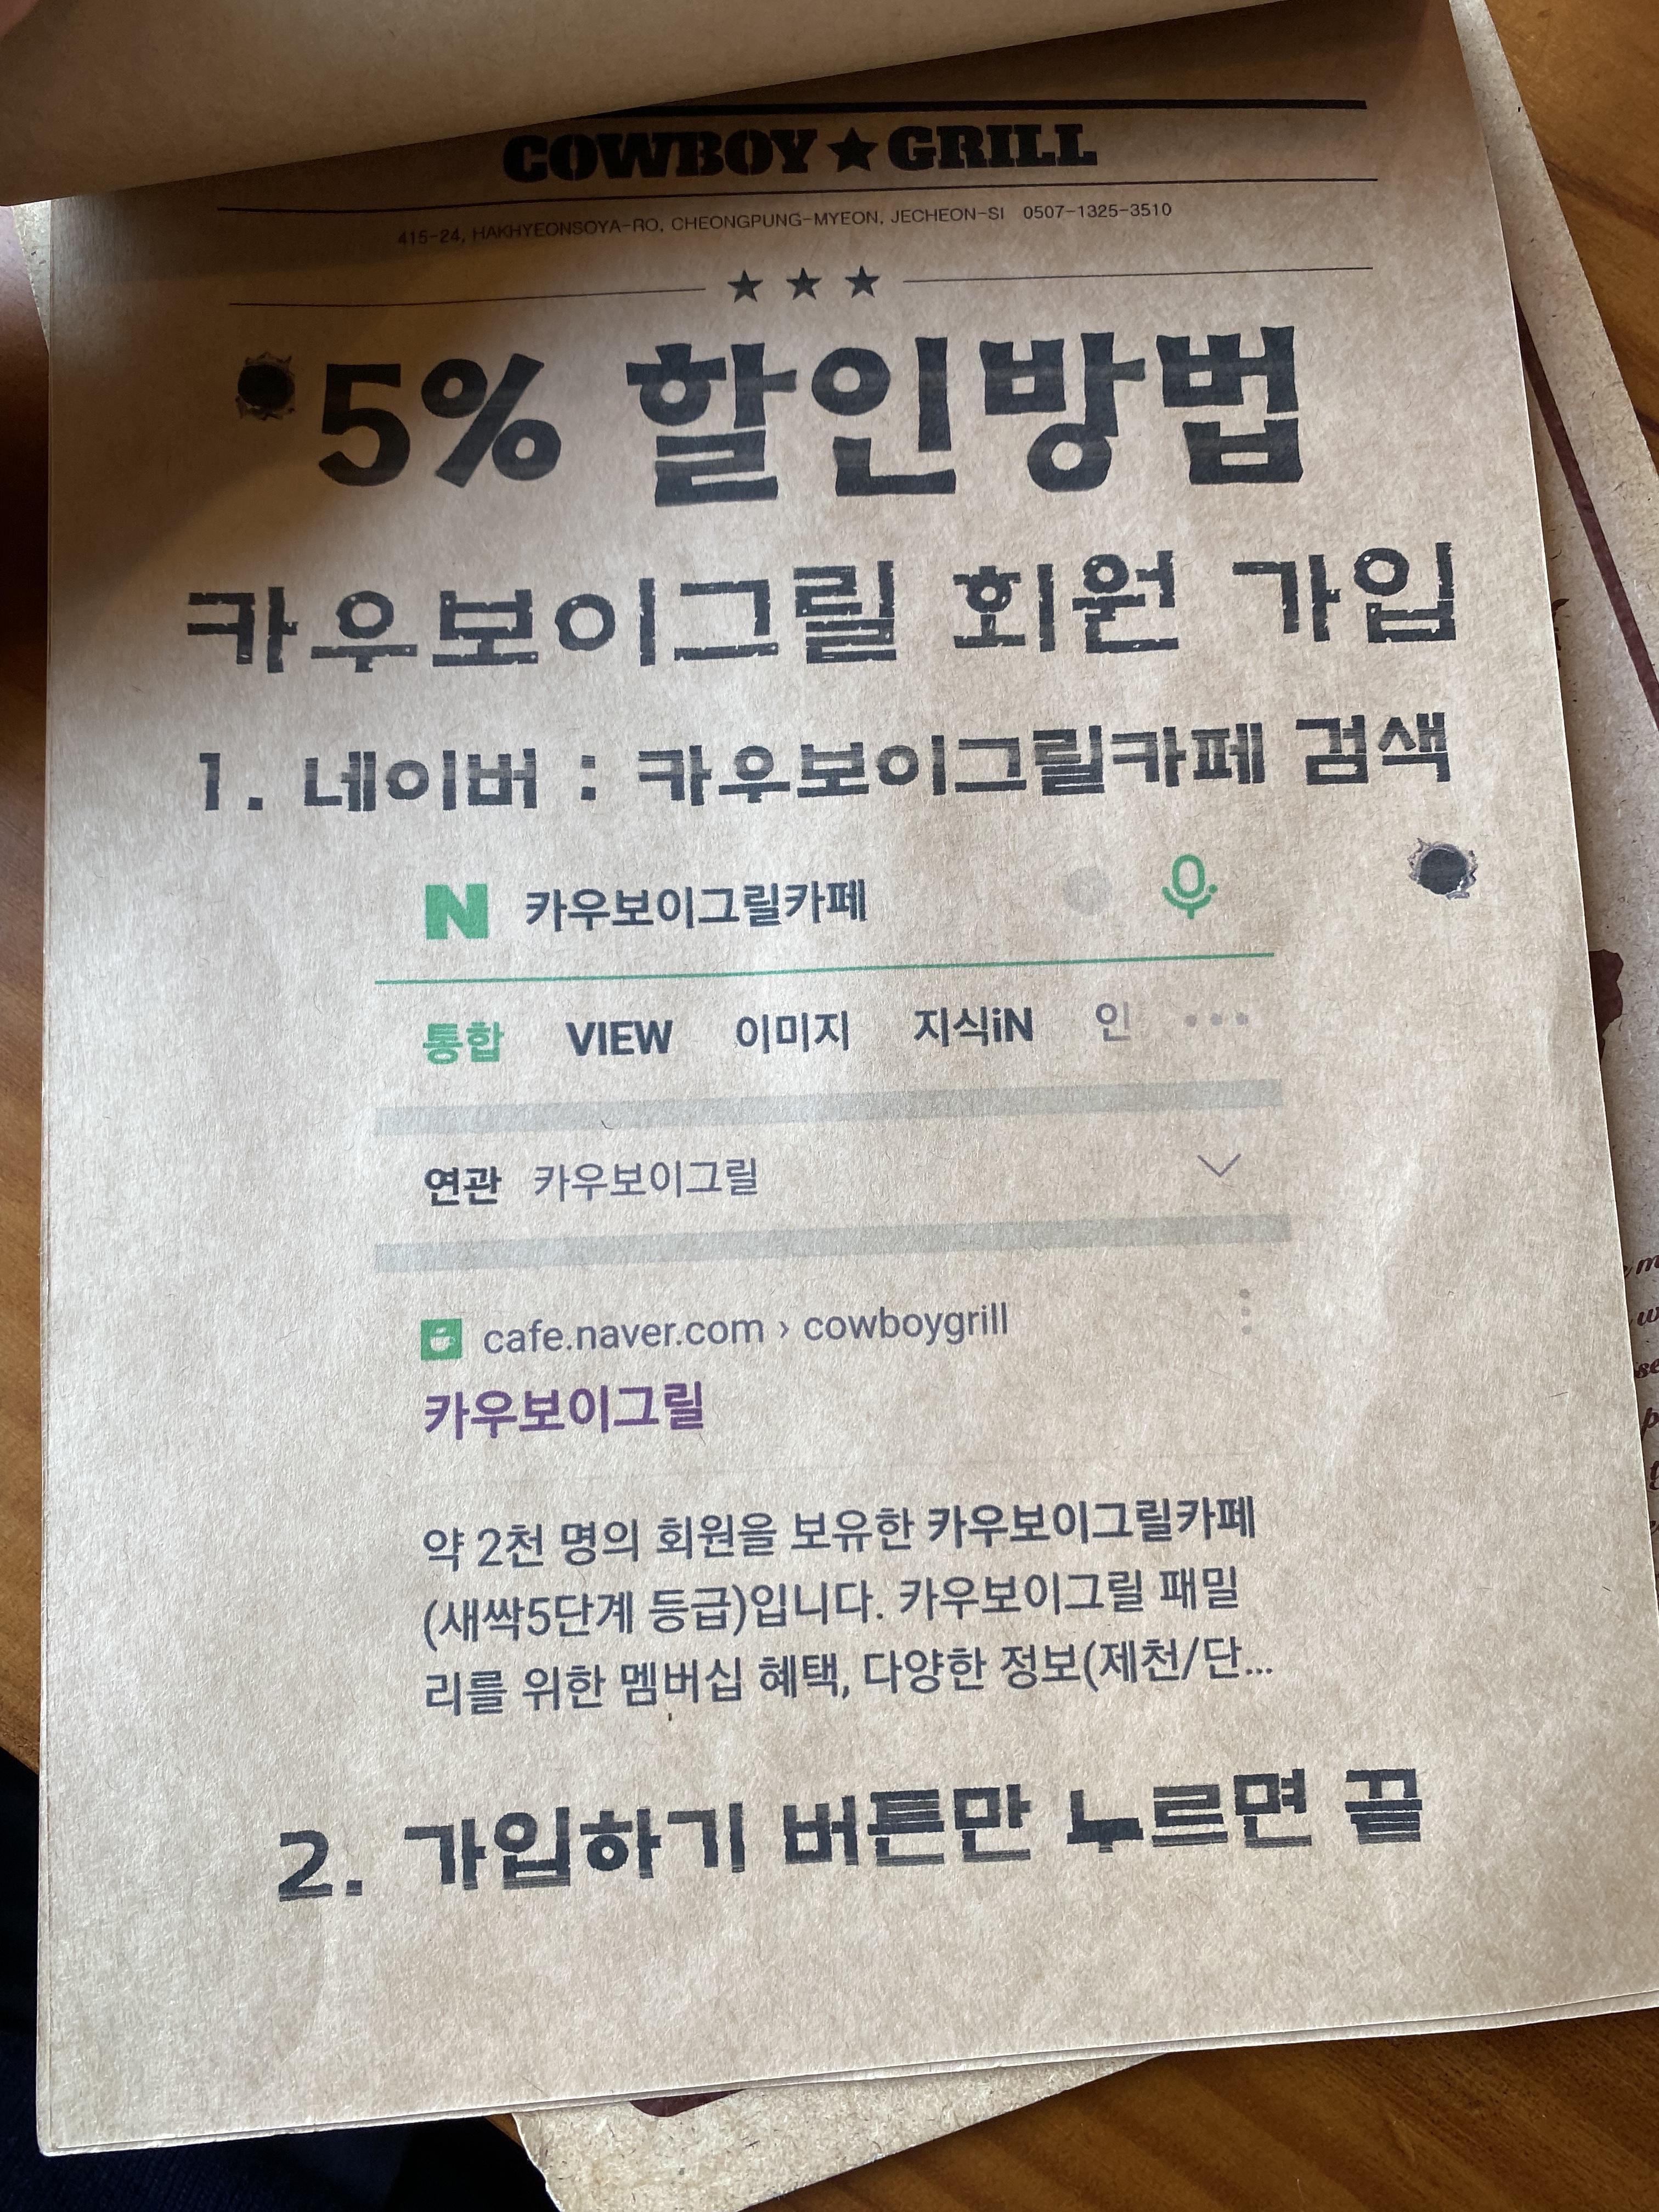 COWBOY★GRILL
415-24, HAKHYEONSOYA-RO, CHEONGPUNG-MYEON, JECHEON-SI 0507-1325-3510
★ ★ ★
5% 할인방법
카우보이그릴 회원 가입
1. 네이버 : 카우보이그릴카페 검색
N 카우보이그릴카페
통합 VIEW 이미지 지식iN 인 ...
연관 카우보이그릴
cafe.naver.com › cowboygrill
카우보이그릴
약 2천 명의 회원을 보유한 카우보이그릴카페
(새싹5단계 등급)입니다. 카우보이그릴 패밀
리를 위한 멤버십 혜택, 다양한 정보(제천/단...
2. 가입하기 버튼만 누르면 끝